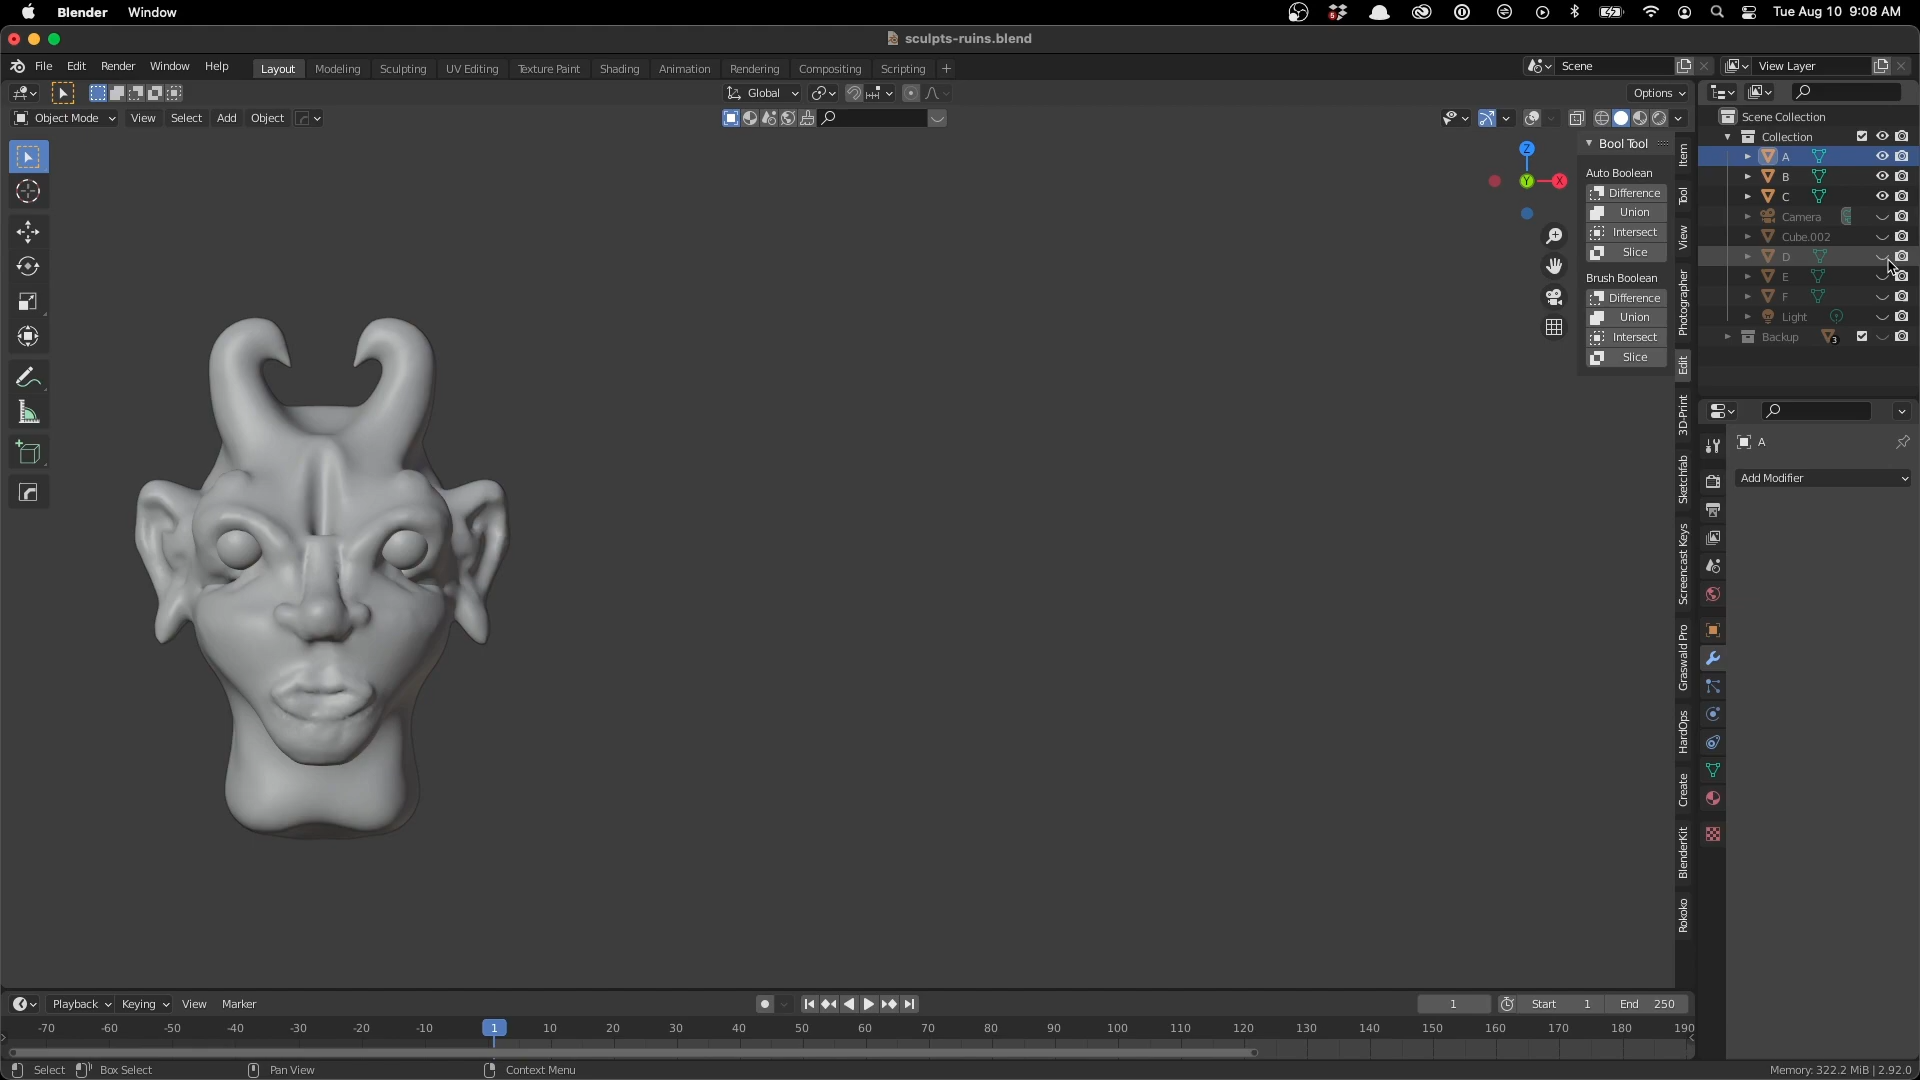 Blender Window
5
Tue Aug 10 9:08 AM
sculpts-ruins.blend
File Edit Render Window Help
Layout Modeling Sculpting UV Editing Texture Paint Shading Animation Rendering Compositing Scripting +
Scene
View Layer
Global
Options
Object Mode View Select Add Object
Scene Collection
Collection
A
B
C
Camera
Cube.002
D
E
F
Light
Backup 3
Z
Y
X
Bool Tool
Auto Boolean
Difference
Union
Intersect
Slice
Brush Boolean
Difference
Union
Intersect
Slice
Item
Tool
View
Photographer
Edit
3D-Print
Sketchfab
Screencast Keys
Graswald Pro
HardOps
Create
BlenderKit
Rokoko
A
Add Modifier
Playback Keying View Marker
1
Start 1
End 250
-70 -60 -50 -40 -30 -20 -10 1 10 20 30 40 50 60 70 80 90 100 110 120 130 140 150 160 170 180 190
Select Box Select Pan View Context Menu
Memory: 322.2 MiB | 2.92.0